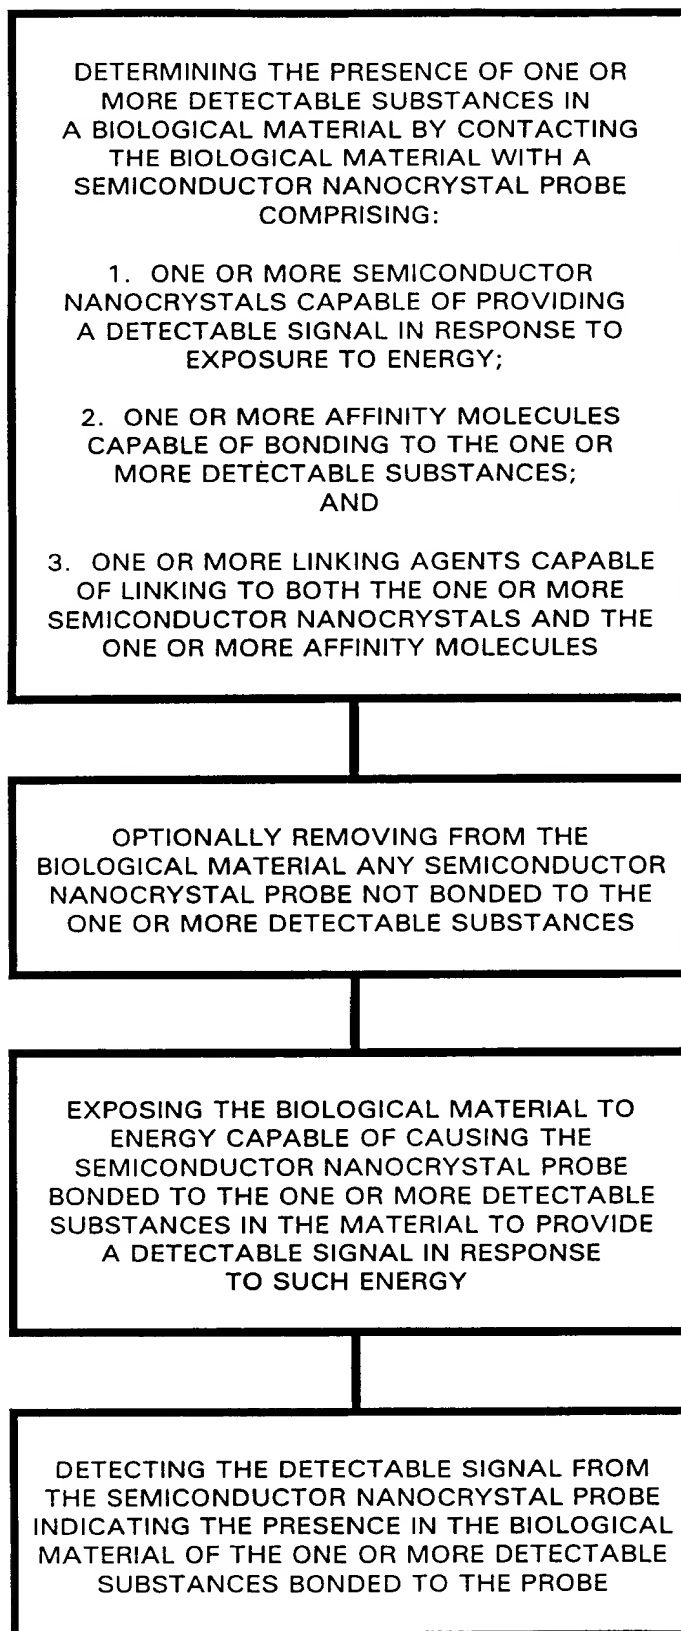 DETERMINING THE PRESENCE OF ONE OR
MORE DETECTABLE SUBSTANCES IN
A BIOLOGICAL MATERIAL BY CONTACTING
THE BIOLOGICAL MATERIAL WITH A
SEMICONDUCTOR NANOCRYSTAL PROBE
COMPRISING:
1. ONE OR MORE SEMICONDUCTOR
NANOCRYSTALS CAPABLE OF PROVIDING
A DETECTABLE SIGNAL IN RESPONSE TO
EXPOSURE TO ENERGY;
2. ONE OR MORE AFFINITY MOLECULES
CAPABLE OF BONDING TO THE ONE OR
MORE DETECTABLE SUBSTANCES;
AND
3. ONE OR MORE LINKING AGENTS CAPABLE
OF LINKING TO BOTH THE ONE OR MORE
SEMICONDUCTOR NANOCRYSTALS AND THE
ONE OR MORE AFFINITY MOLECULES
OPTIONALLY REMOVING FROM THE
BIOLOGICAL MATERIAL ANY SEMICONDUCTOR
NANOCRYSTAL PROBE NOT BONDED TO THE
ONE OR MORE DETECTABLE SUBSTANCES
EXPOSING THE BIOLOGICAL MATERIAL TO
ENERGY CAPABLE OF CAUSING THE
SEMICONDUCTOR NANOCRYSTAL PROBE
BONDED TO THE ONE OR MORE DETECTABLE
SUBSTANCES IN THE MATERIAL TO PROVIDE
A DETECTABLE SIGNAL IN RESPONSE
TO SUCH ENERGY
DETECTING THE DETECTABLE SIGNAL FROM
THE SEMICONDUCTOR NANOCRYSTAL PROBE
INDICATING THE PRESENCE IN THE BIOLOGICAL
MATERIAL OF THE ONE OR MORE DETECTABLE
SUBSTANCES BONDED TO THE PROBE